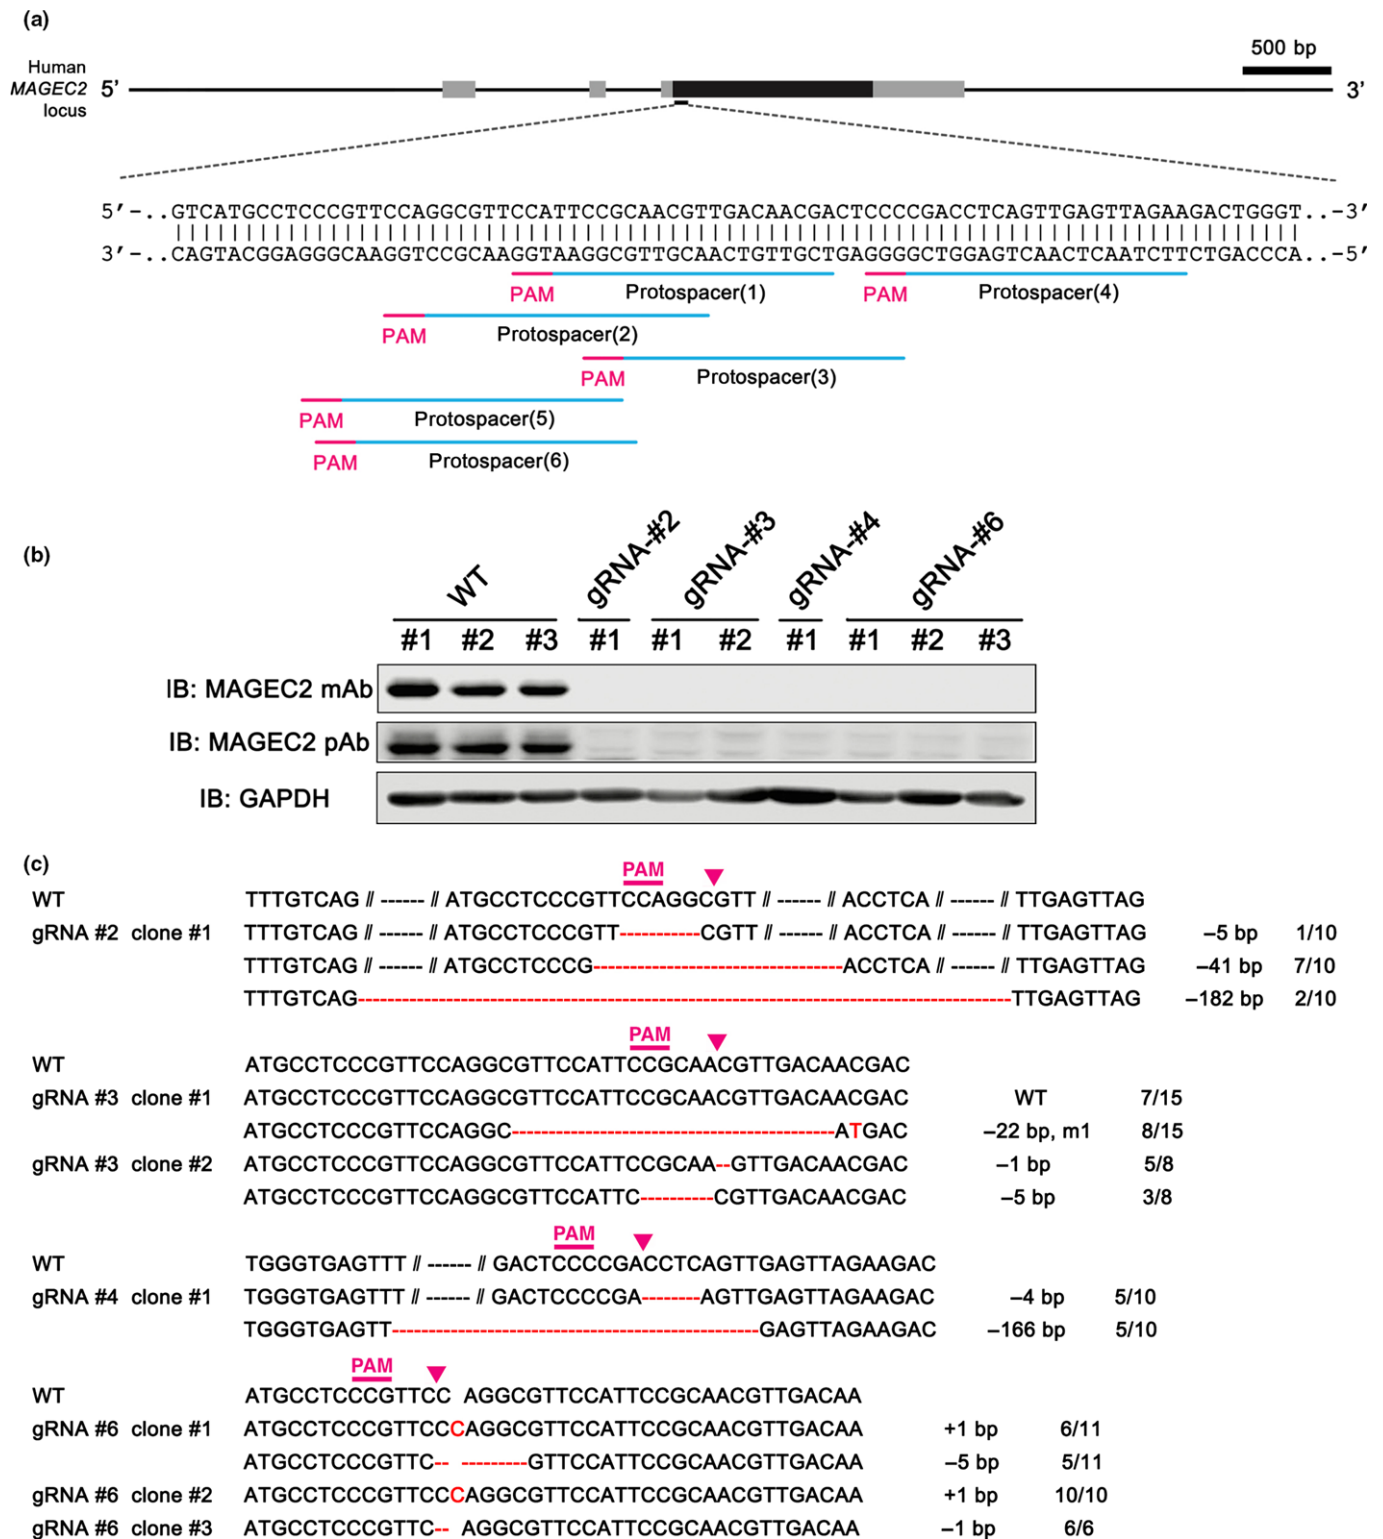 (a)
500 bp
Human
MAGEC2
locus
5’
3’
5’-..GTCATGCCTCCCGTTCCAGGCGTTCCATTCCGCAACGTTGACAACGACTCCCCGACCTCAGTTGAGTTAGAAGACTGGGT..-3’
3’-..CAGTACGGAGGGCAAGGTCCGCAAGGTAAGGCGTTGCAACTGTTGCTGAGGGGCTGGAGTCAACTCAATCTTCTGACCCA..-5’
PAM Protospacer(1) PAM Protospacer(4)
PAM Protospacer(2)
PAM Protospacer(3)
PAM Protospacer(5)
PAM Protospacer(6)
(b)
WT gRNA-#2 gRNA-#3 gRNA-#4 gRNA-#6
#1 #2 #3 #1 #1 #2 #1 #1 #2 #3
IB: MAGEC2 mAb
IB: MAGEC2 pAb
IB: GAPDH
(c)
PAM
WT TTTGTCAG // ------ // ATGCCTCCCGTTCCAGGCGTT // ------ // ACCTCA // ------ // TTGAGTTAG
gRNA #2 clone #1 TTTGTCAG // ------ // ATGCCTCCCGTT-----------CGTT // ------ // ACCTCA // ------ // TTGAGTTAG –5 bp 1/10
TTTGTCAG // ------ // ATGCCTCCCG----------------------------------ACCTCA // ------ // TTGAGTTAG –41 bp 7/10
TTTGTCAG------------------------------------------------------------------------------------------TTGAGTTAG –182 bp 2/10
PAM
WT ATGCCTCCCGTTCCAGGCGTTCCATTCCGCAACGTTGACAACGAC
gRNA #3 clone #1 ATGCCTCCCGTTCCAGGCGTTCCATTCCGCAACGTTGACAACGAC WT 7/15
ATGCCTCCCGTTCCAGGC--------------------------------------------ATGAC –22 bp, m1 8/15
gRNA #3 clone #2 ATGCCTCCCGTTCCAGGCGTTCCATTCCGCAA--GTTGACAACGAC –1 bp 5/8
ATGCCTCCCGTTCCAGGCGTTCCATTC----------CGTTGACAACGAC –5 bp 3/8
PAM
WT TGGGTGAGTTT // ------ // GACTCCCCGACCTCAGTTGAGTTAGAAGAC
gRNA #4 clone #1 TGGGTGAGTTT // ------ // GACTCCCCGA--------AGTTGAGTTAGAAGAC –4 bp 5/10
TGGGTGAGTT--------------------------------------------------GAGTTAGAAGAC –166 bp 5/10
PAM
WT ATGCCTCCCGTTCC AGGCGTTCCATTCCGCAACGTTGACAA
gRNA #6 clone #1 ATGCCTCCCGTTCCCAGGCGTTCCATTCCGCAACGTTGACAA +1 bp 6/11
ATGCCTCCCGTTC-- ---------GTTCCATTCCGCAACGTTGACAA –5 bp 5/11
gRNA #6 clone #2 ATGCCTCCCGTTCCCAGGCGTTCCATTCCGCAACGTTGACAA +1 bp 10/10
gRNA #6 clone #3 ATGCCTCCCGTTC-- AGGCGTTCCATTCCGCAACGTTGACAA –1 bp 6/6